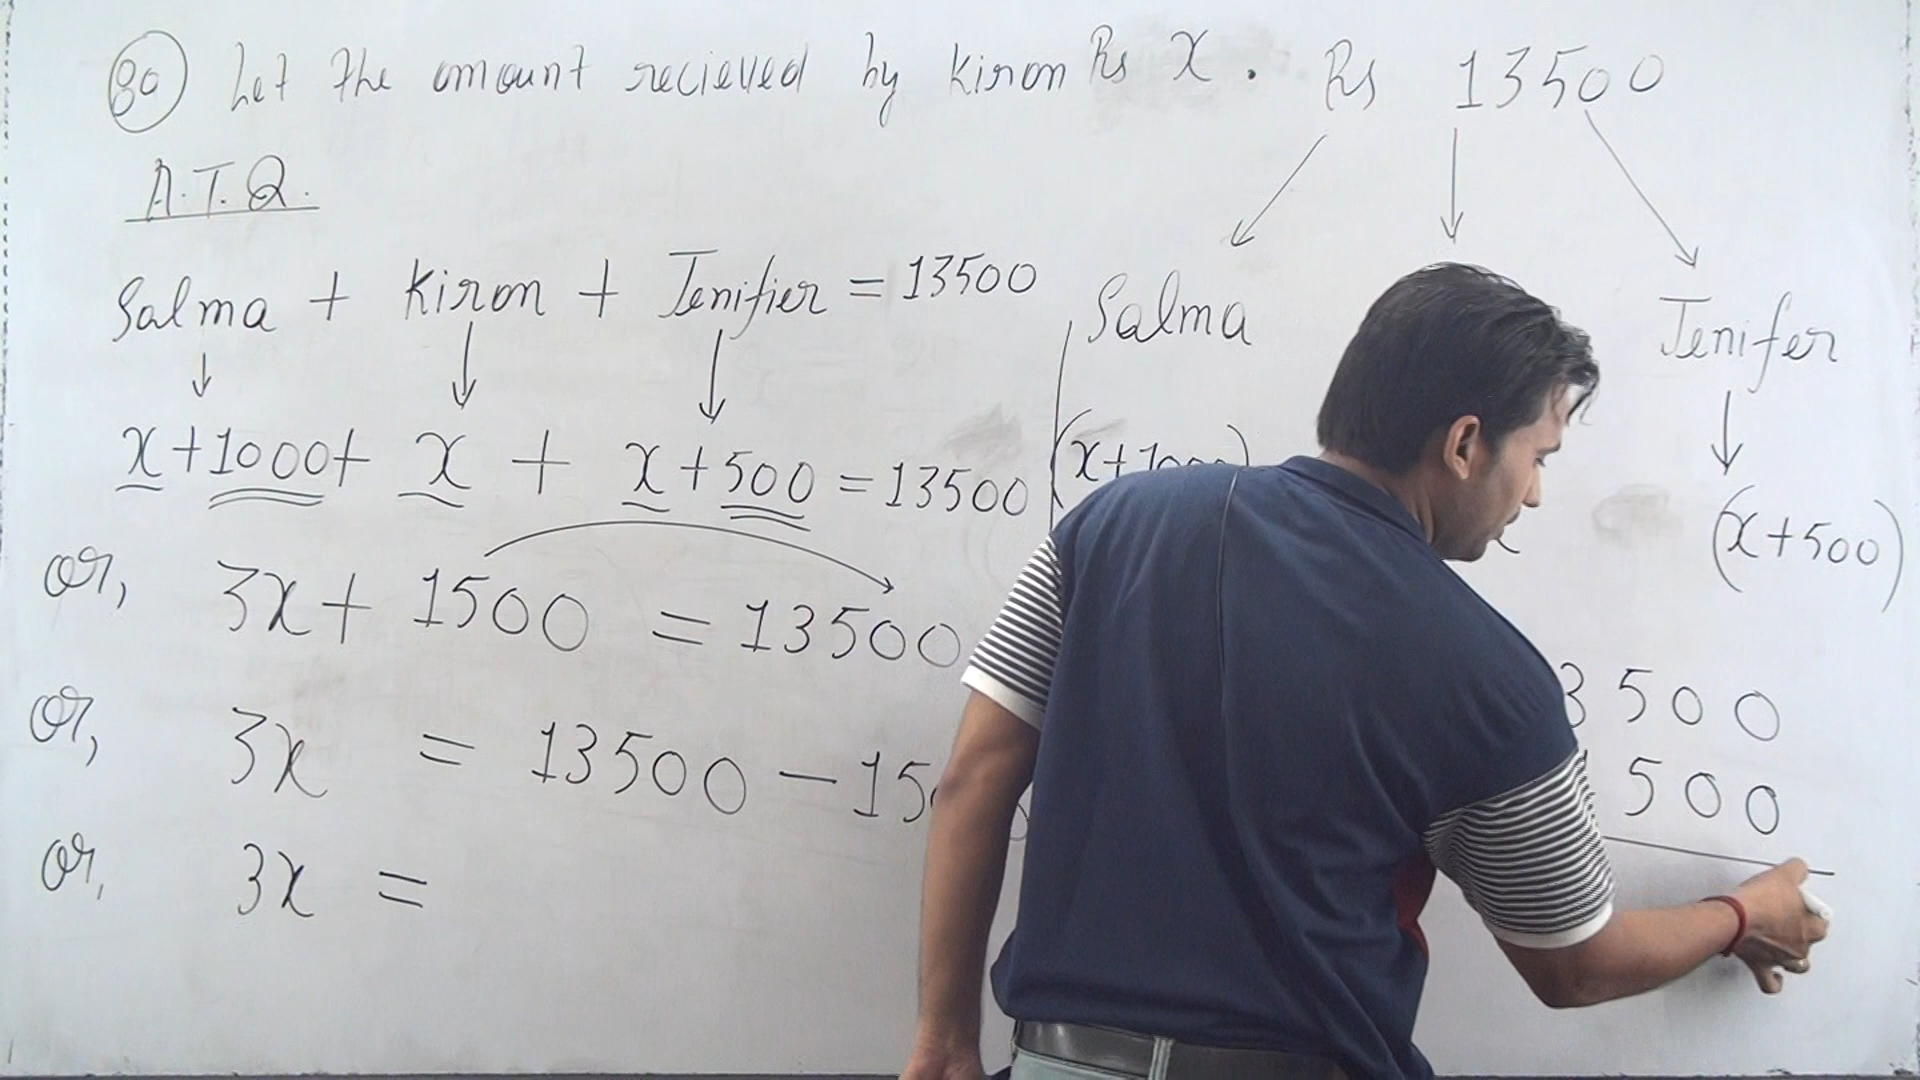 80 Let the amount recieved by Kiron Rs x. Rs 13500
A.T.Q.
Salma + Kiron + Jenifier = 13500
x+1000+ x + x+500 = 13500
or, 3x+ 1500 = 13500
or, 3x = 13500 - 15
or, 3x =
Salma Jenifer
(x+1000) (x+500)
3500
500